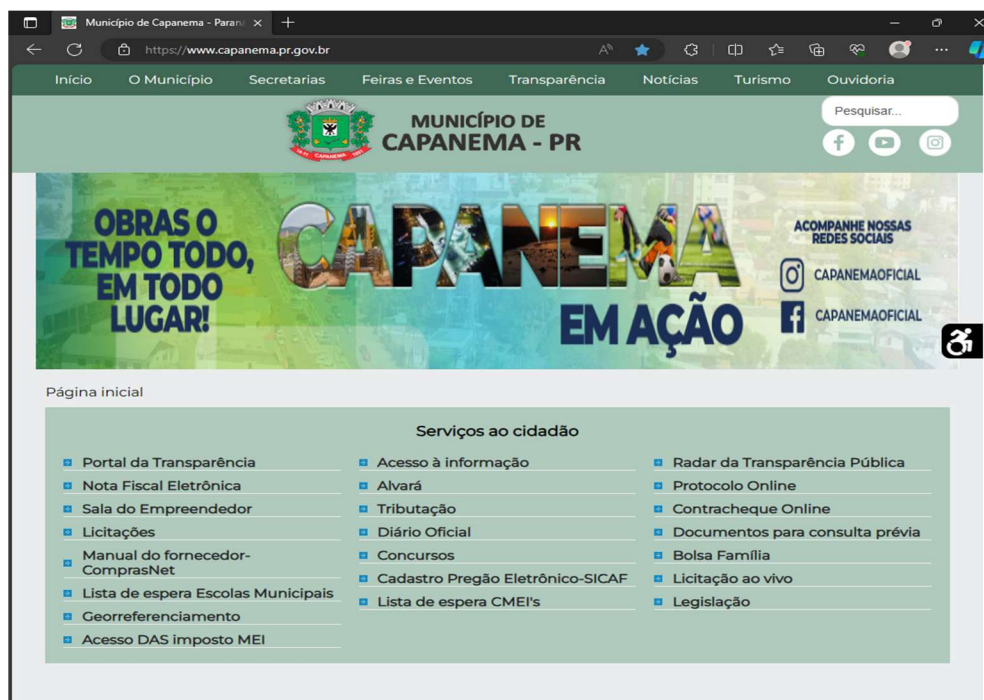 Município de Capanema - Paraná
https://www.capanema.pr.gov.br
Início O Município Secretarias Feiras e Eventos Transparência Notícias Turismo Ouvidoria
MUNICÍPIO DE
CAPANEMA - PR
Pesquisar...
CAPANEMA
OBRAS O
TEMPO TODO,
EM TODO
LUGAR!
CAPANEMA
EM AÇÃO
ACOMPANHE NOSSAS
REDES SOCIAIS
CAPANEMAOFICIAL
CAPANEMAOFICIAL
Página inicial
Serviços ao cidadão
Portal da Transparência
Nota Fiscal Eletrônica
Sala do Empreendedor
Licitações
Manual do fornecedor-
ComprasNet
Lista de espera Escolas Municipais
Georreferenciamento
Acesso DAS imposto MEI
Acesso à informação
Alvará
Tributação
Diário Oficial
Concursos
Cadastro Pregão Eletrônico-SICAF
Lista de espera CMEI's
Radar da Transparência Pública
Protocolo Online
Contracheque Online
Documentos para consulta prévia
Bolsa Família
Licitação ao vivo
Legislação